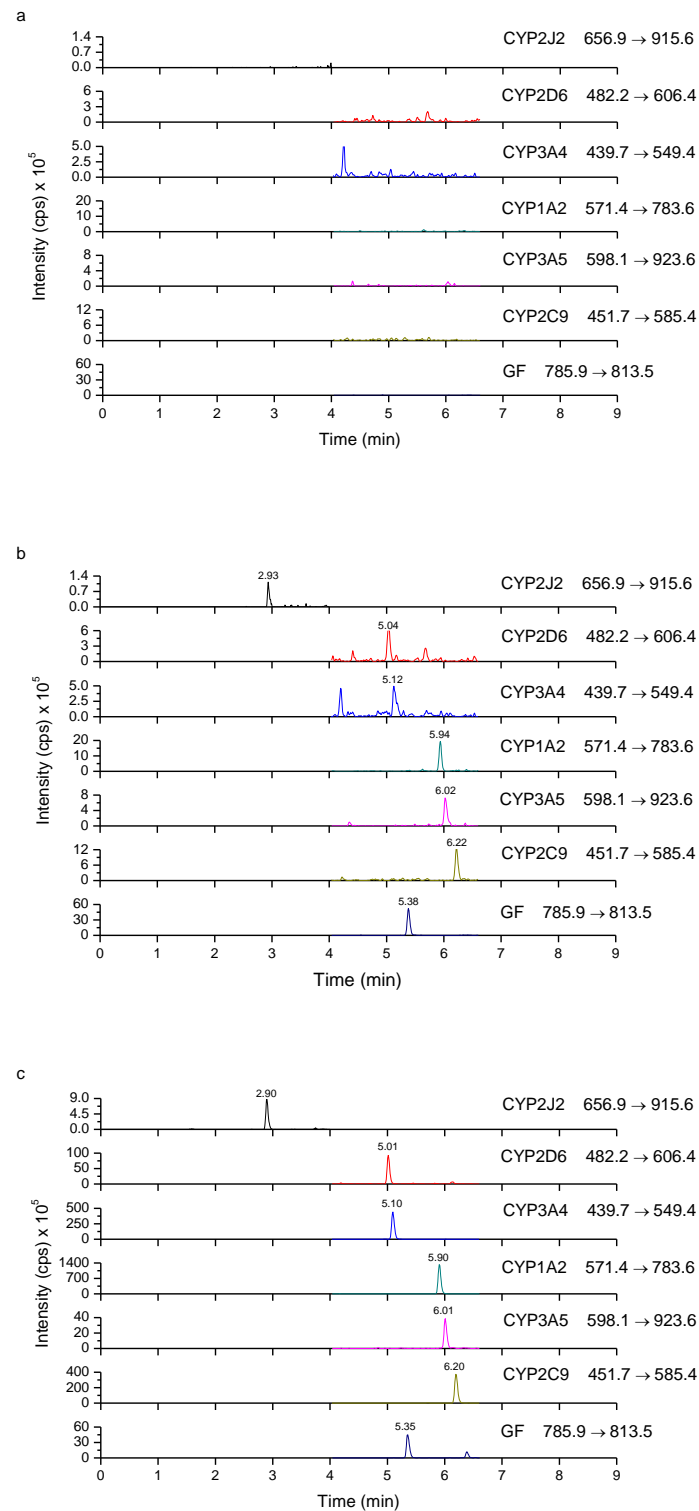 a
1.4
0.7
0.0
CYP2J2 656.9 → 915.6
6
3
0
CYP2D6 482.2 → 606.4
5.0
2.5
0.0
CYP3A4 439.7 → 549.4
20
10
0
CYP1A2 571.4 → 783.6
8
4
0
CYP3A5 598.1 → 923.6
12
6
0
CYP2C9 451.7 → 585.4
60
30
0
GF 785.9 → 813.5
0 1 2 3 4 5 6 7 8 9
Time (min)
Intensity (cps) x 10^5
b
1.4
0.7
0.0
2.93
CYP2J2 656.9 → 915.6
6
3
0
5.04
CYP2D6 482.2 → 606.4
5.0
2.5
0.0
5.12
CYP3A4 439.7 → 549.4
20
10
0
5.94
CYP1A2 571.4 → 783.6
8
4
0
6.02
CYP3A5 598.1 → 923.6
12
6
0
6.22
CYP2C9 451.7 → 585.4
60
30
0
5.38
GF 785.9 → 813.5
0 1 2 3 4 5 6 7 8 9
Time (min)
Intensity (cps) x 10^5
c
9.0
4.5
0.0
2.90
CYP2J2 656.9 → 915.6
100
50
0
5.01
CYP2D6 482.2 → 606.4
500
250
0
5.10
CYP3A4 439.7 → 549.4
1400
700
0
5.90
CYP1A2 571.4 → 783.6
40
20
0
6.01
CYP3A5 598.1 → 923.6
400
200
0
6.20
CYP2C9 451.7 → 585.4
60
30
0
5.35
GF 785.9 → 813.5
0 1 2 3 4 5 6 7 8 9
Time (min)
Intensity (cps) x 10^5